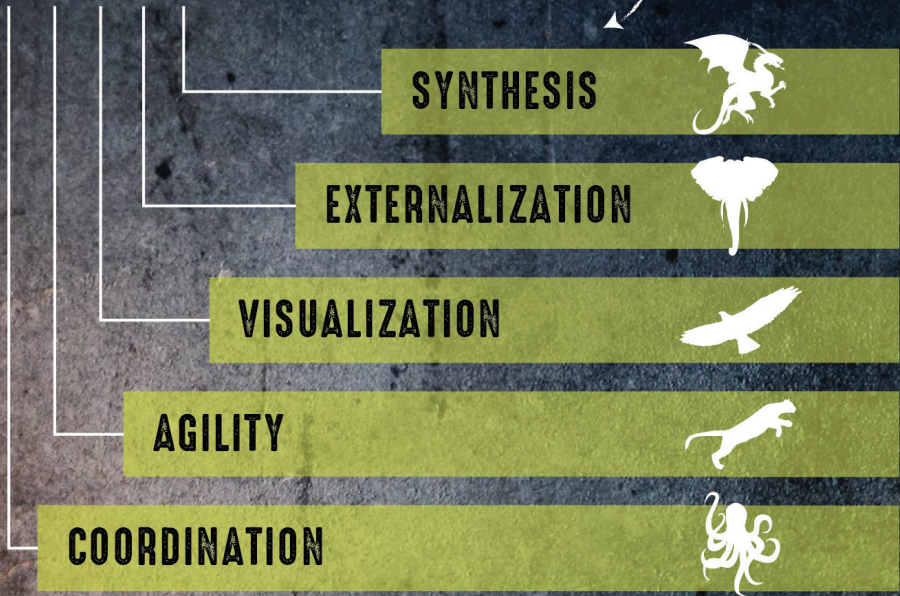 SYNTHESIS
EXTERNALIZATION
VISUALIZATION
AGILITY
COORDINATION